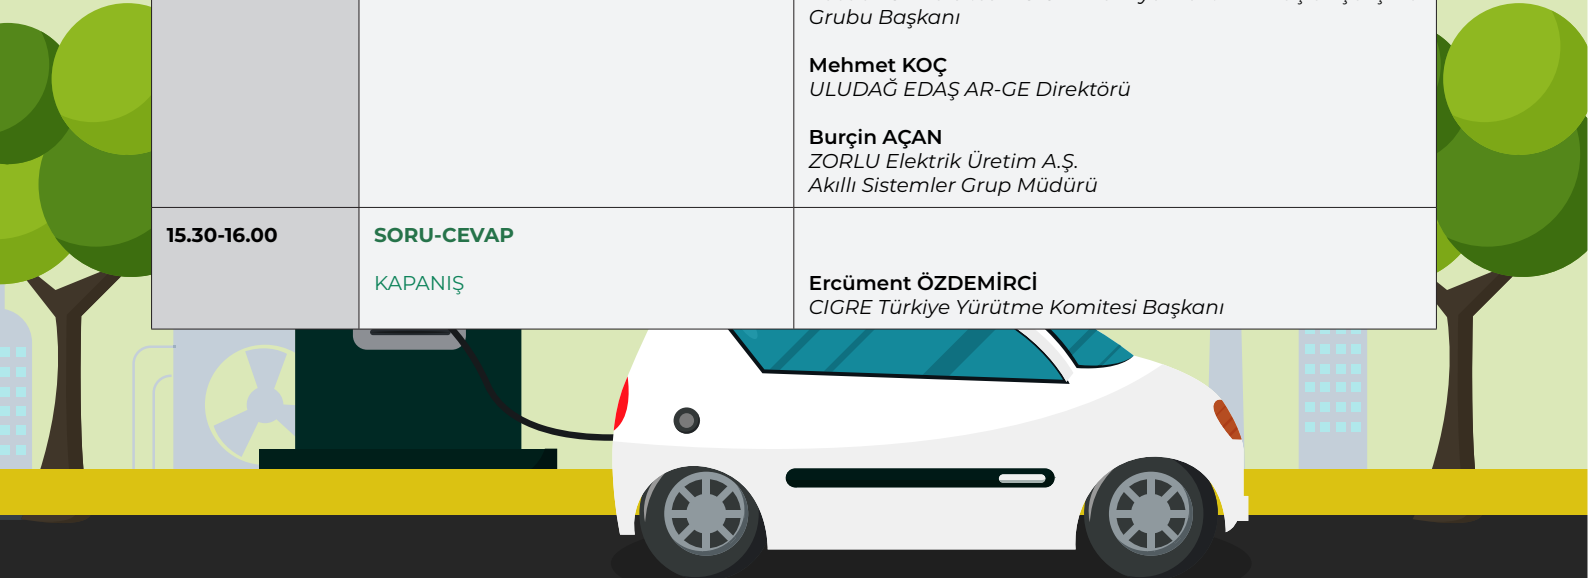 Grubu Başkanı
Mehmet KOÇ
ULUDAĞ EDAŞ AR-GE Direktörü
Burçin AÇAN
ZORLU Elektrik Üretim A.Ş.
Akıllı Sistemler Grup Müdürü
15.30-16.00
SORU-CEVAP
KAPANIŞ
Ercüment ÖZDEMİRCİ
CIGRE Türkiye Yürütme Komitesi Başkanı